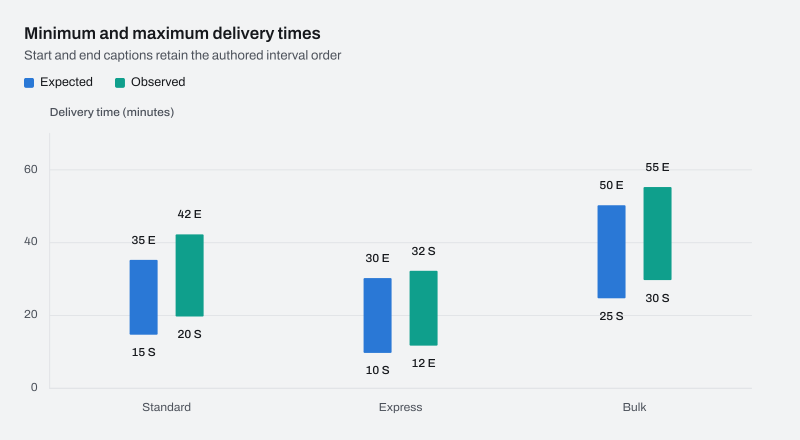 Minimum and maximum delivery times
Start and end captions retain the authored interval order
Expected
Observed
Delivery time (minutes)
60
40
20
0
35 E
15 S
42 E
20 S
30 E
10 S
32 S
12 E
50 E
25 S
55 E
30 S
Standard
Express
Bulk